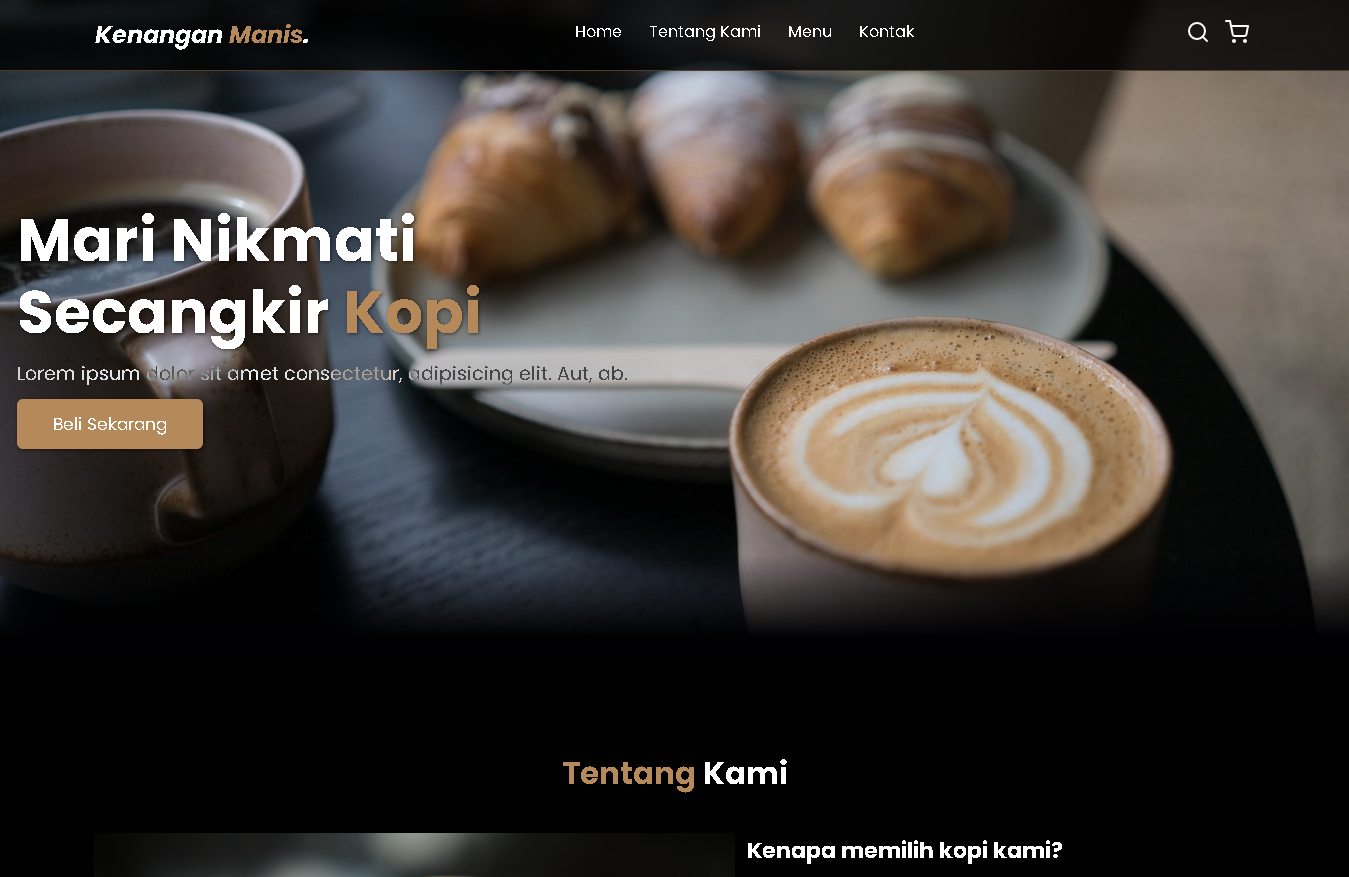 Kenangan Manis.
Home Tentang Kami Menu Kontak
Mari Nikmati
Secangkir Kopi
Lorem ipsum dolor sit amet consectetur, adipisicing elit. Aut, ab.
Beli Sekarang
Tentang Kami
Kenapa memilih kopi kami?